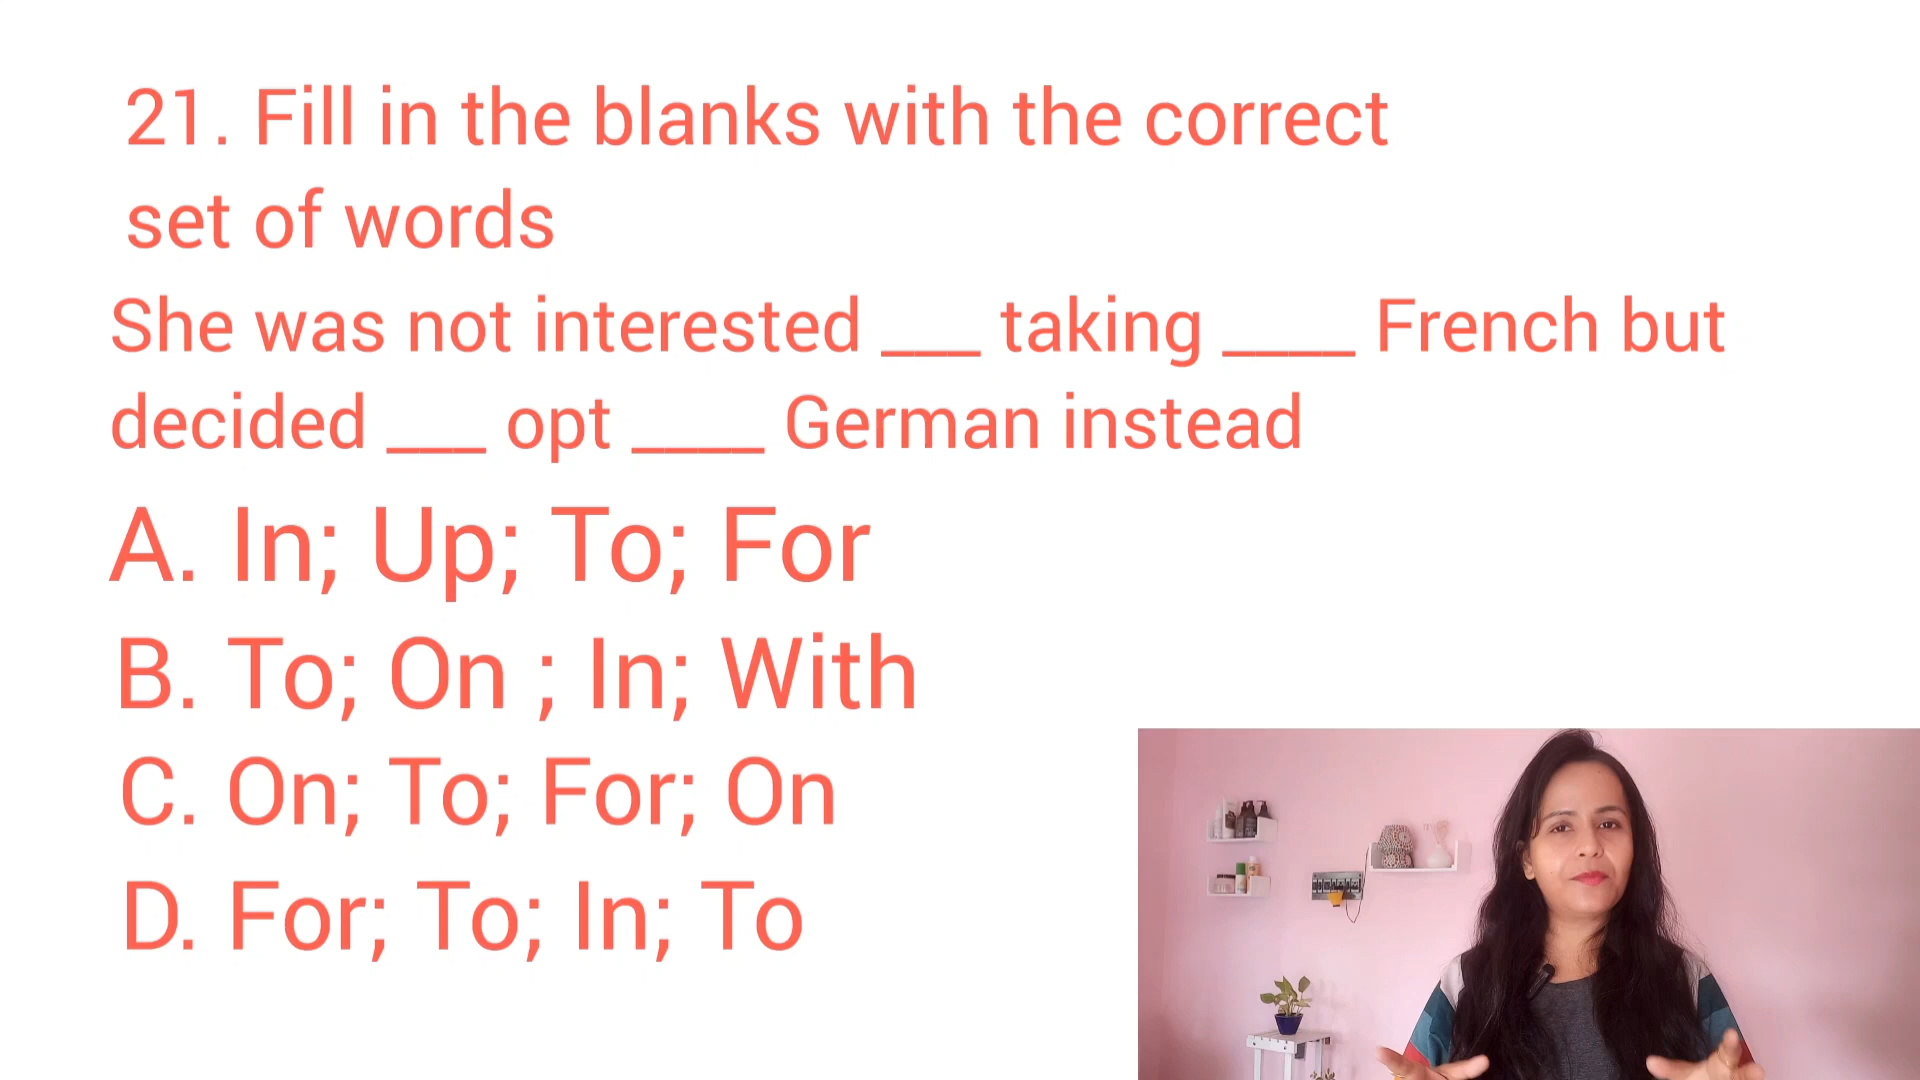 21. Fill in the blanks with the correct
set of words
She was not interested ___ taking ____ French but
decided ___ opt ____ German instead
A. In; Up; To; For
B. To; On ; In; With
C. On; To; For; On
D. For; To; In; To